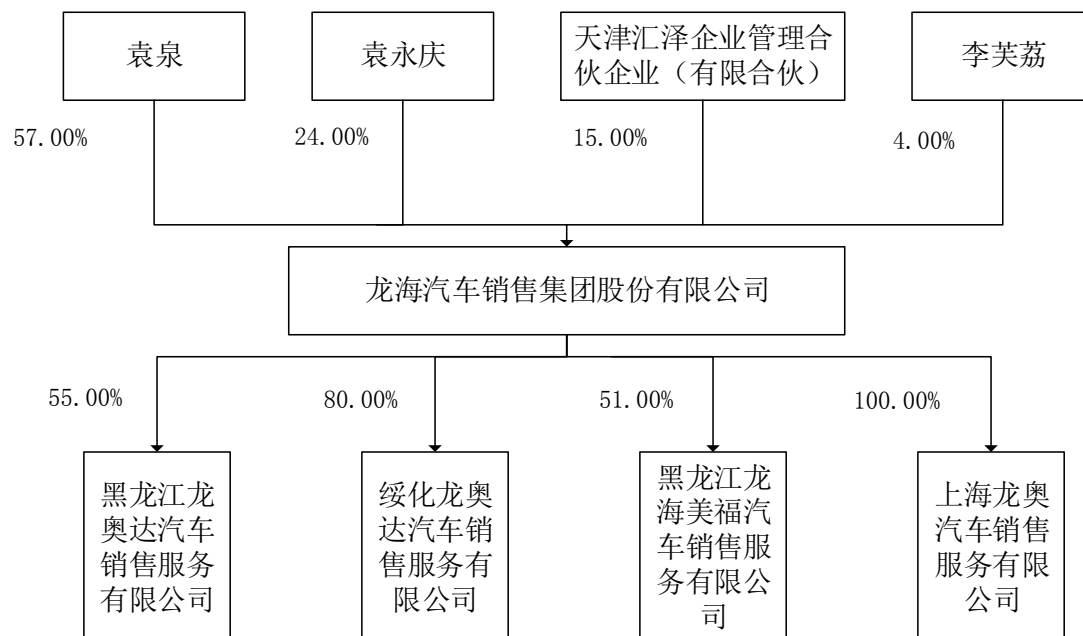 袁泉
袁永庆
天津汇泽企业管理合
伙企业（有限合伙）
李芙荔
57.00%
24.00%
15.00%
4.00%
龙海汽车销售集团股份有限公司
55.00%
80.00%
51.00%
100.00%
黑龙江龙
奥达汽车
销售服务
有限公司
绥化龙奥
达汽车销
售服务有
限公司
黑龙江龙
海美福汽
车销售服
务有限公
司
上海龙奥
汽车销售
服务有限
公司